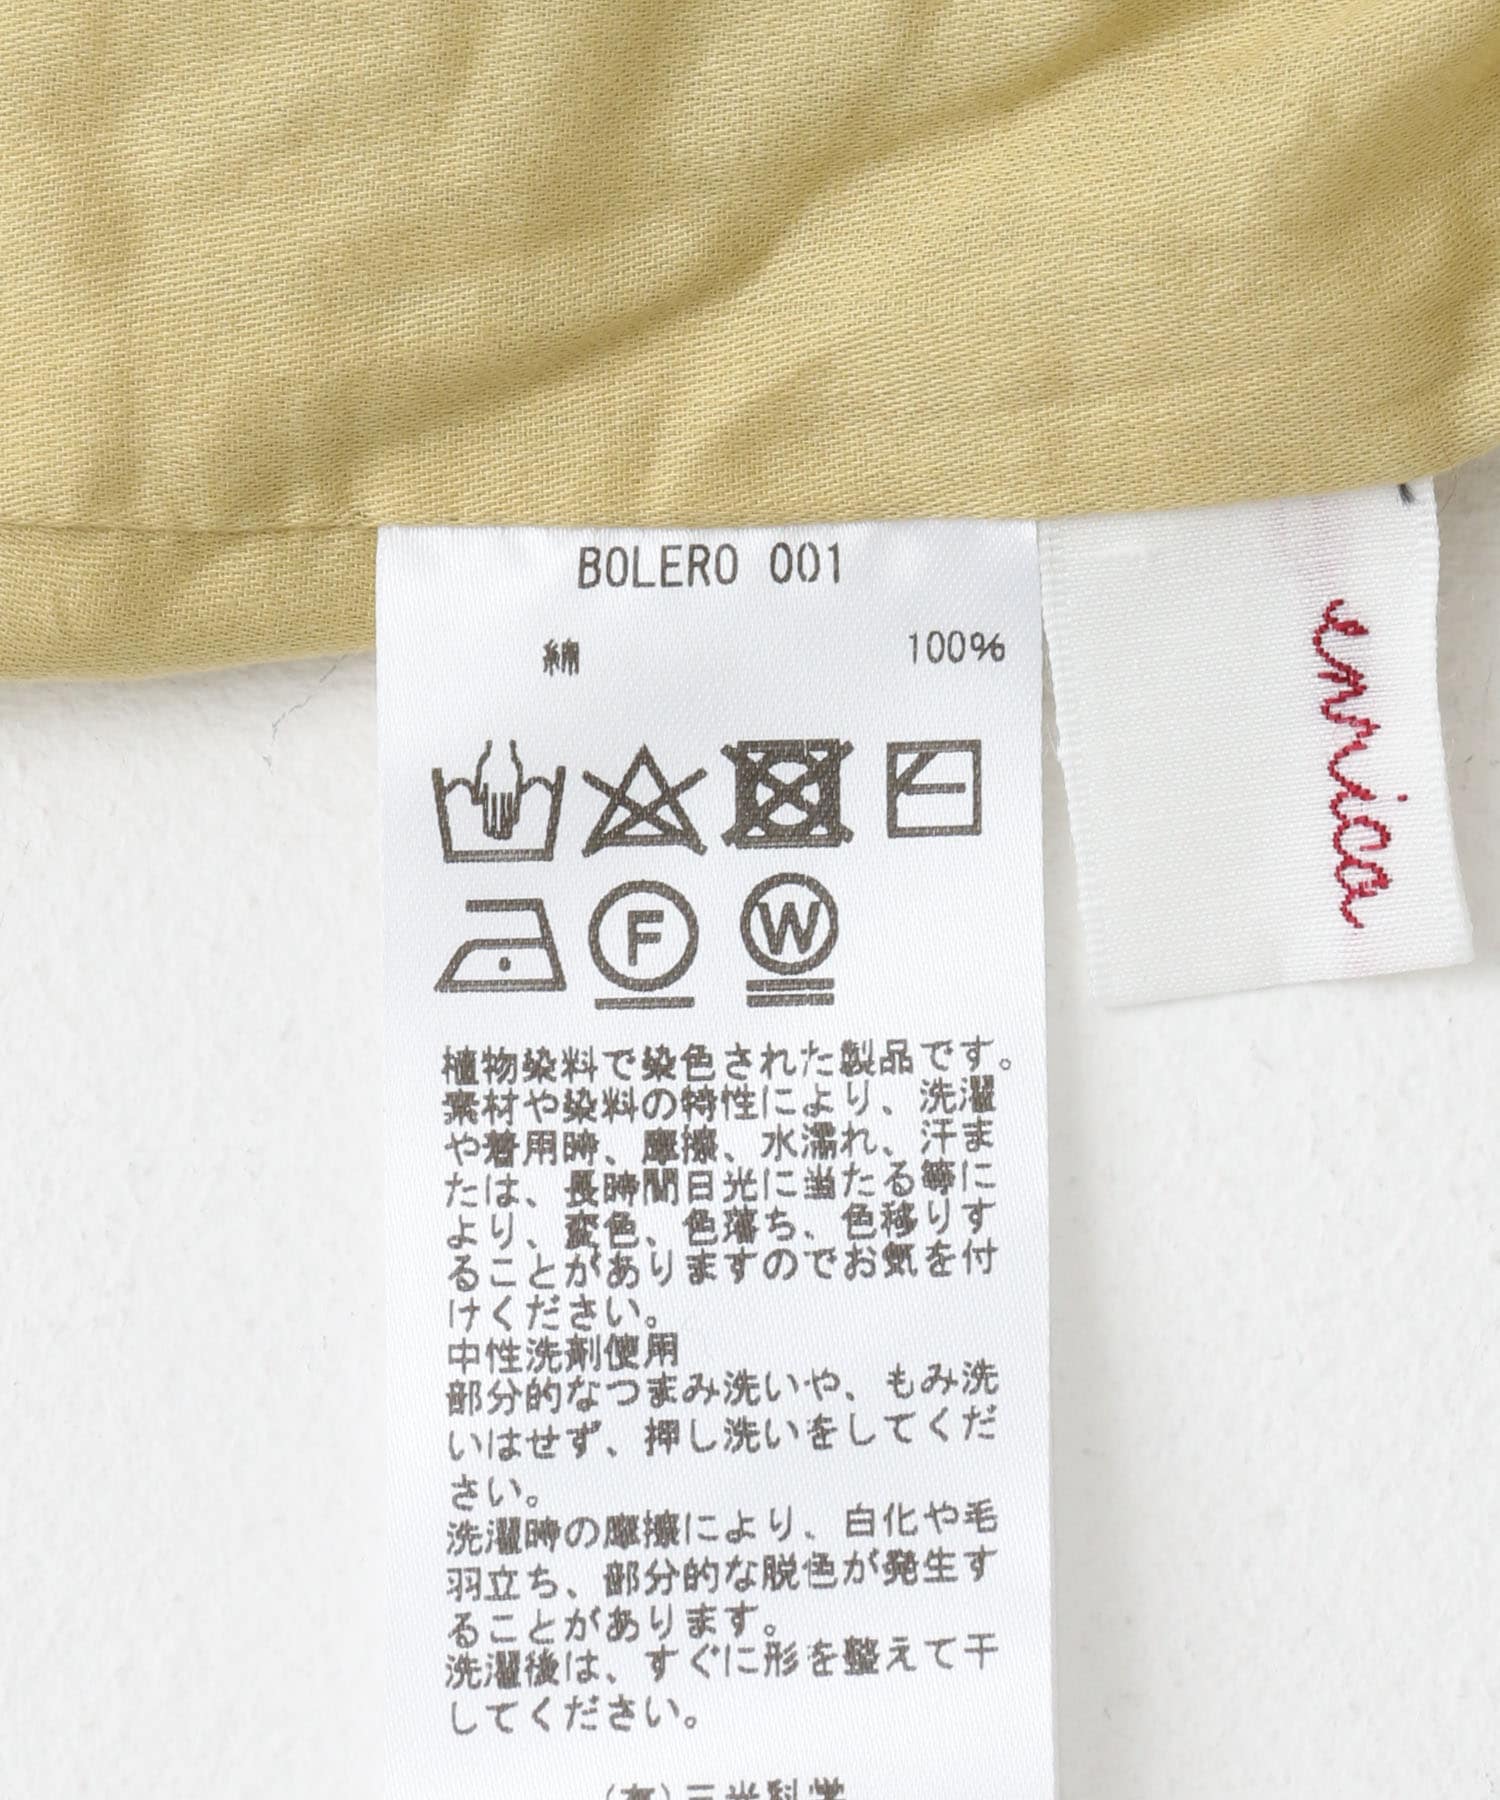 BOLERO 001
綿 100%
F
W
植物染料で染色された製品です。
素材や染料の特性により、洗濯
や着用時、摩擦、水濡れ、汗ま
たは、長時間日光に当たる等に
より、変色、色落ち、色移りす
ることがありますのでお気を付
けください。
中性洗剤使用
部分的なつまみ洗いや、もみ洗
いはせず、押し洗いをしてくだ
さい。
洗濯時の摩擦により、白化や毛
羽立ち、部分的な脱色が発生す
ることがあります。
洗濯後は、すぐに形を整えて干
してください。
enrica